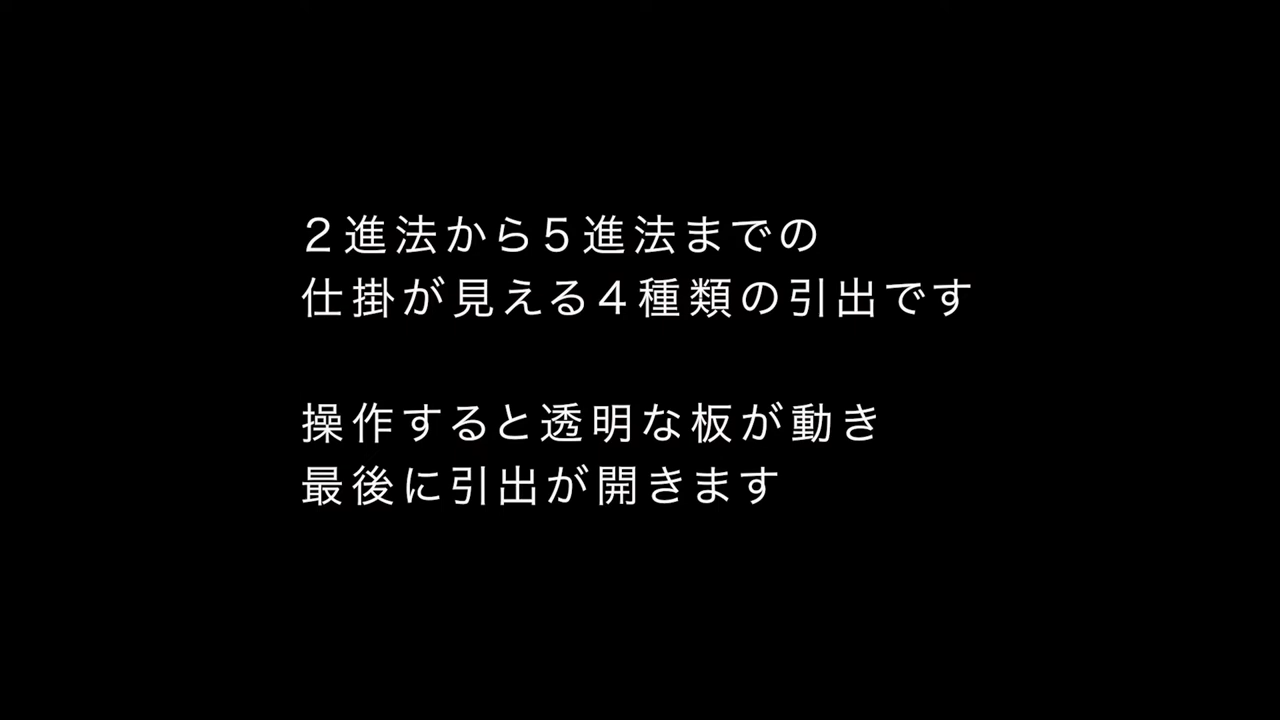 ２進法から５進法までの
仕掛が見える４種類の引出です
操作すると透明な板が動き
最後に引出が開きます